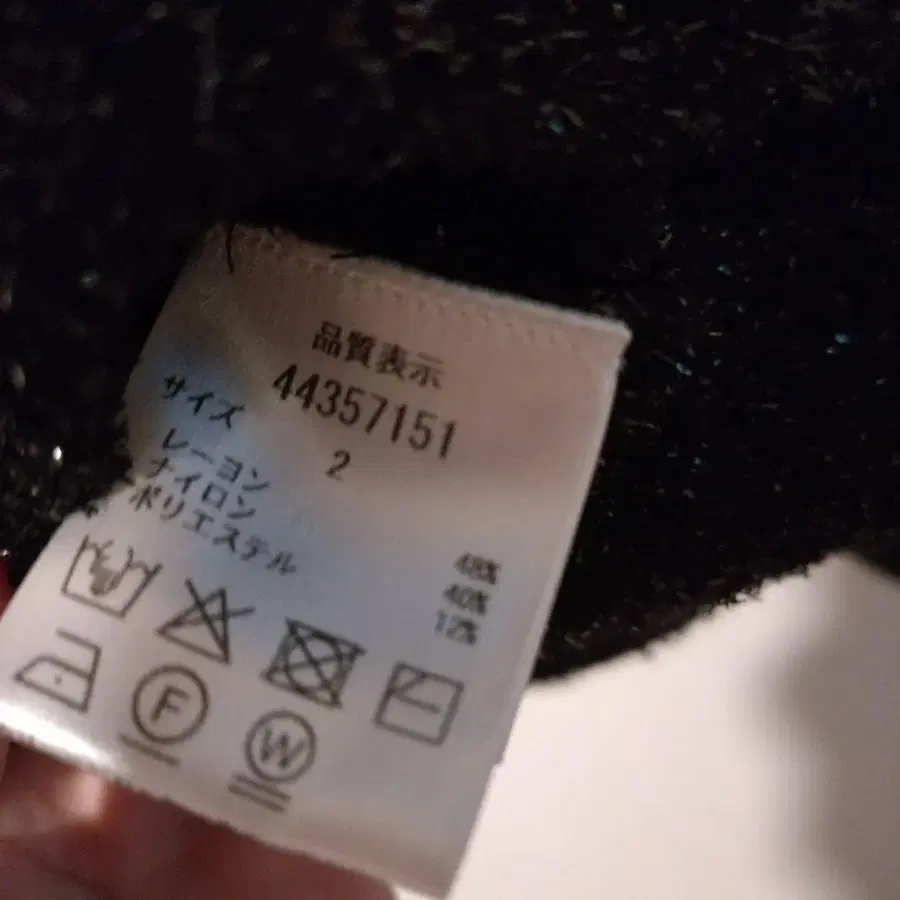 品質表示
44357151
サイズ 2
レーヨン 48%
ナイロン 40%
ポリエステル 12%
F
W